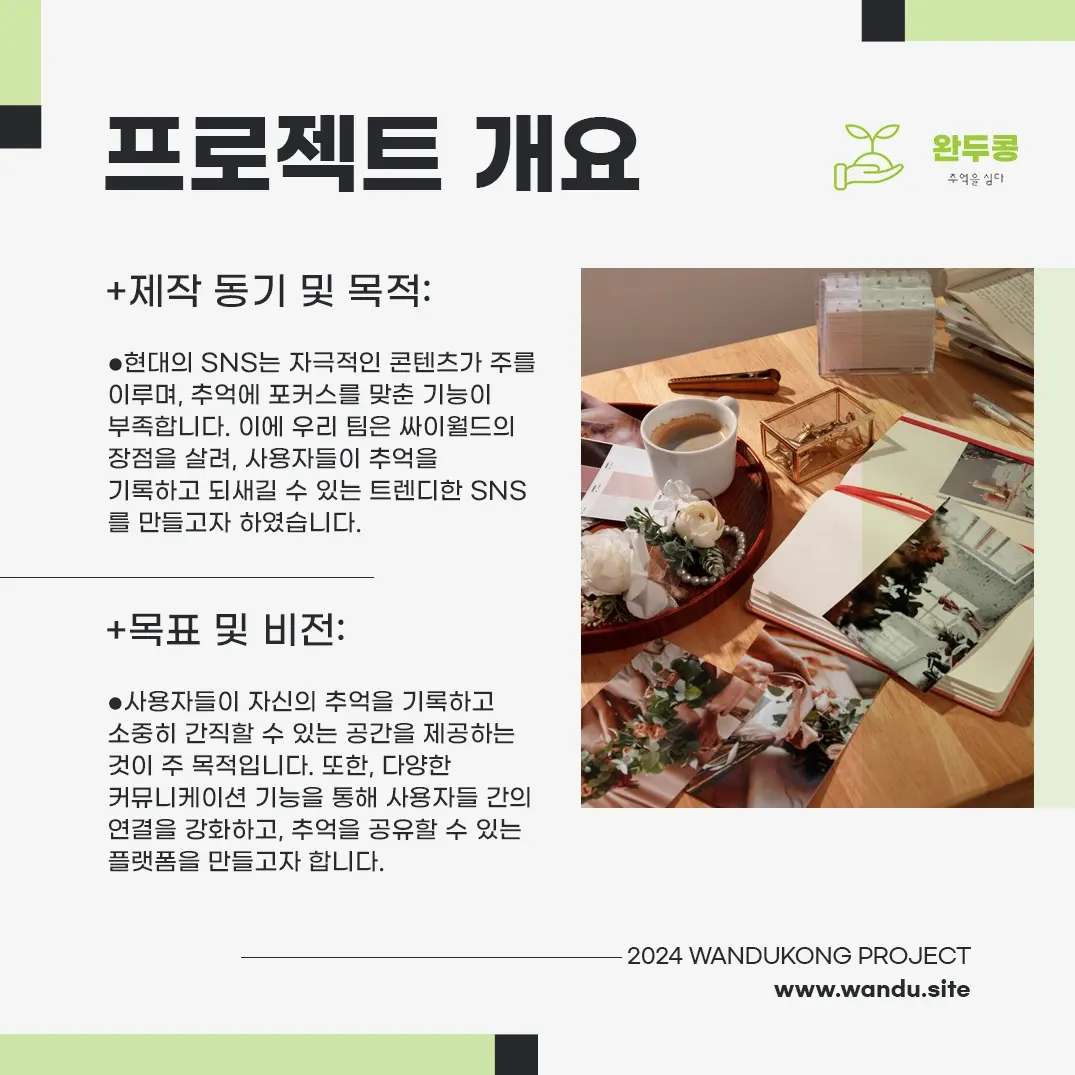 프로젝트 개요
완두콩
추억을 심다
+제작 동기 및 목적:
●현대의 SNS는 자극적인 콘텐츠가 주를
이루며, 추억에 포커스를 맞춘 기능이
부족합니다. 이에 우리 팀은 싸이월드의
장점을 살려, 사용자들이 추억을
기록하고 되새길 수 있는 트렌디한 SNS
를 만들고자 하였습니다.
+목표 및 비전:
●사용자들이 자신의 추억을 기록하고
소중히 간직할 수 있는 공간을 제공하는
것이 주 목적입니다. 또한, 다양한
커뮤니케이션 기능을 통해 사용자들 간의
연결을 강화하고, 추억을 공유할 수 있는
플랫폼을 만들고자 합니다.
2024 WANDUKONG PROJECT
www.wandu.site